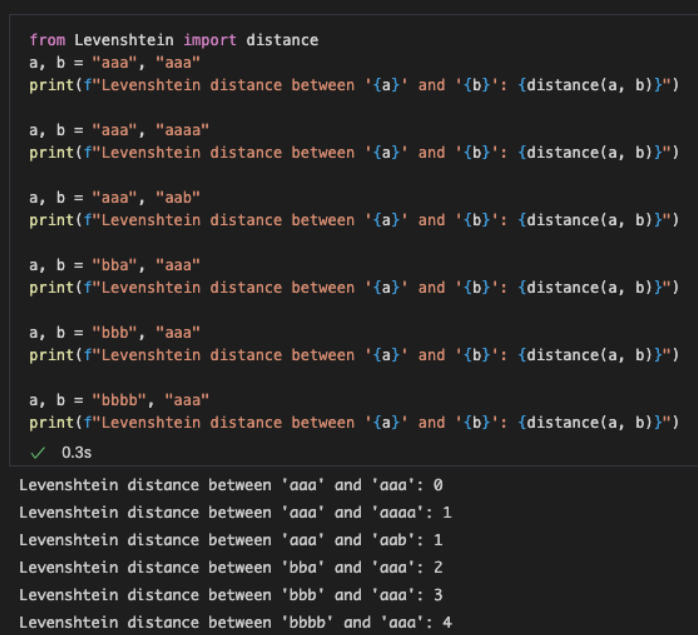 from Levenshtein import distance
a, b = "aaa", "aaa"
print(f"Levenshtein distance between '{a}' and '{b}': {distance(a, b)}")
a, b = "aaa", "aaaa"
print(f"Levenshtein distance between '{a}' and '{b}': {distance(a, b)}")
a, b = "aaa", "aab"
print(f"Levenshtein distance between '{a}' and '{b}': {distance(a, b)}")
a, b = "bba", "aaa"
print(f"Levenshtein distance between '{a}' and '{b}': {distance(a, b)}")
a, b = "bbb", "aaa"
print(f"Levenshtein distance between '{a}' and '{b}': {distance(a, b)}")
a, b = "bbbb", "aaa"
print(f"Levenshtein distance between '{a}' and '{b}': {distance(a, b)}")
✓ 0.3s
Levenshtein distance between 'aaa' and 'aaa': 0
Levenshtein distance between 'aaa' and 'aaaa': 1
Levenshtein distance between 'aaa' and 'aab': 1
Levenshtein distance between 'bba' and 'aaa': 2
Levenshtein distance between 'bbb' and 'aaa': 3
Levenshtein distance between 'bbbb' and 'aaa': 4